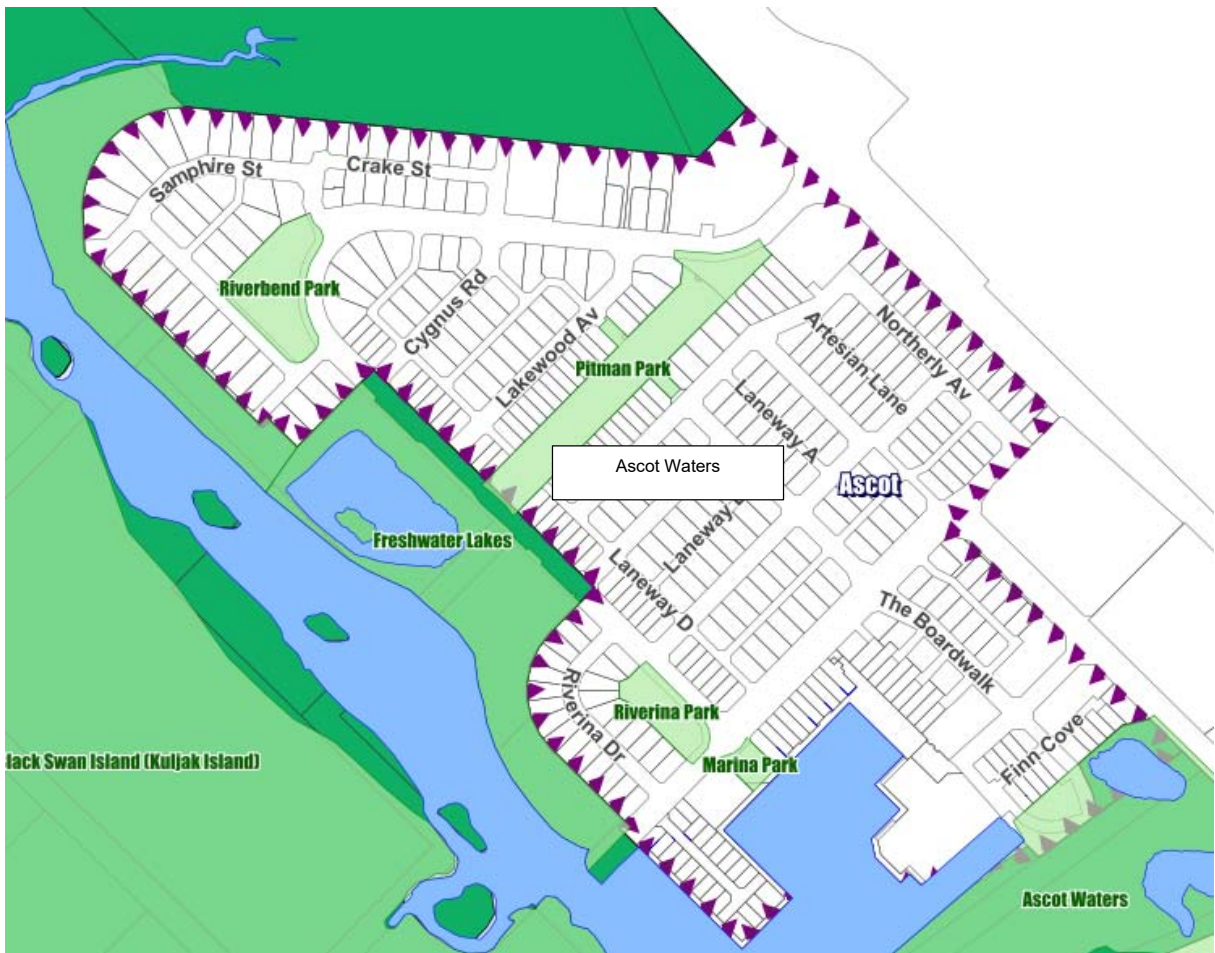 Samphire St
Crake St
Riverbend Park
Cygnus Rd
Lakewood Av
Pitman Park
Northerly Av
Artesian Lane
Laneway A
Ascot Waters
Ascot
Laneway
Freshwater Lakes
Laneway D
The Boardwalk
Riverina Dr
Riverina Park
Marina Park
Finn Cove
lack Swan Island (Kuljak Island)
Ascot Waters